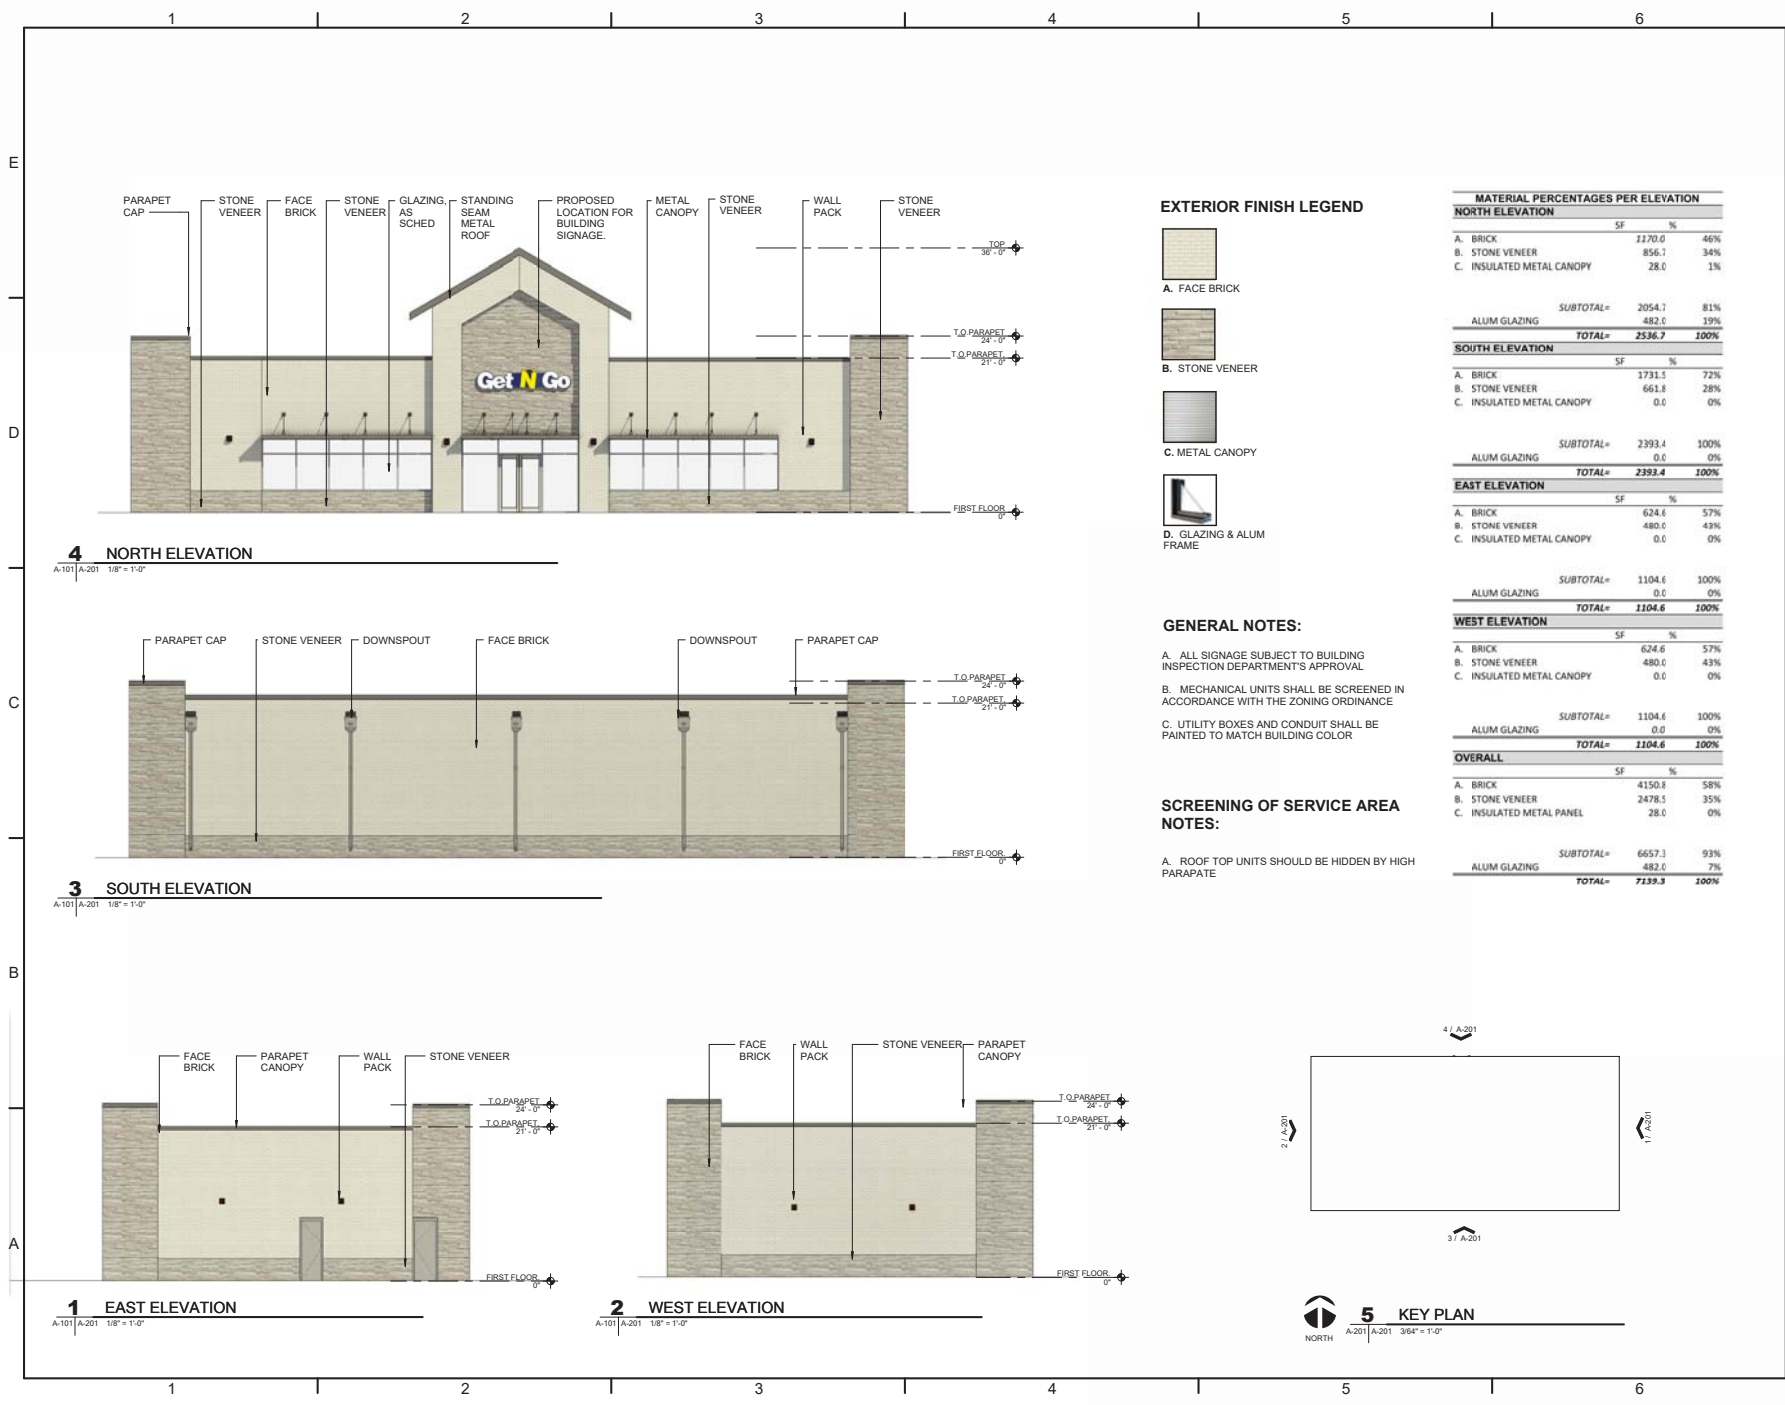 1 2 3 4 5 6
E
D
C
B
A
PARAPET
CAP
STONE
VENEER
FACE
BRICK
STONE
VENEER
GLAZING,
AS
SCHED
STANDING
SEAM
METAL
ROOF
PROPOSED
LOCATION FOR
BUILDING
SIGNAGE.
METAL
CANOPY
STONE
VENEER
WALL
PACK
STONE
VENEER
TOP
36' - 0"
T.O.PARAPET
24' - 0"
T.O.PARAPET.
21' - 0"
FIRST FLOOR
0"
Get N Go
4 NORTH ELEVATION
A-101 A-201 1/8" = 1'-0"
PARAPET CAP
STONE VENEER
DOWNSPOUT
FACE BRICK
DOWNSPOUT
PARAPET CAP
T.O.PARAPET
24' - 0"
T.O.PARAPET.
21' - 0"
FIRST FLOOR.
0"
3 SOUTH ELEVATION
A-101 A-201 1/8" = 1'-0"
FACE
BRICK
PARAPET
CANOPY
WALL
PACK
STONE VENEER
T.O.PARAPET
24' - 0"
T.O.PARAPET.
21' - 0"
FIRST FLOOR.
0"
1 EAST ELEVATION
A-101 A-201 1/8" = 1'-0"
FACE
BRICK
WALL
PACK
STONE VENEER
PARAPET
CANOPY
T.O.PARAPET
24' - 0"
T.O.PARAPET.
21' - 0"
FIRST FLOOR.
0"
2 WEST ELEVATION
A-101 A-201 1/8" = 1'-0"
EXTERIOR FINISH LEGEND
A. FACE BRICK
B. STONE VENEER
C. METAL CANOPY
D. GLAZING & ALUM
FRAME
GENERAL NOTES:
A. ALL SIGNAGE SUBJECT TO BUILDING
INSPECTION DEPARTMENT'S APPROVAL
B. MECHANICAL UNITS SHALL BE SCREENED IN
ACCORDANCE WITH THE ZONING ORDINANCE
C. UTILITY BOXES AND CONDUIT SHALL BE
PAINTED TO MATCH BUILDING COLOR
SCREENING OF SERVICE AREA
NOTES:
A. ROOF TOP UNITS SHOULD BE HIDDEN BY HIGH
PARAPATE
MATERIAL PERCENTAGES PER ELEVATION
NORTH ELEVATION
SF %
A. BRICK 1170.0 46%
B. STONE VENEER 856.7 34%
C. INSULATED METAL CANOPY 28.0 1%
SUBTOTAL= 2054.7 81%
ALUM GLAZING 482.0 19%
TOTAL= 2536.7 100%
SOUTH ELEVATION
SF %
A. BRICK 1731.5 72%
B. STONE VENEER 661.8 28%
C. INSULATED METAL CANOPY 0.0 0%
SUBTOTAL= 2393.4 100%
ALUM GLAZING 0.0 0%
TOTAL= 2393.4 100%
EAST ELEVATION
SF %
A. BRICK 624.6 57%
B. STONE VENEER 480.0 43%
C. INSULATED METAL CANOPY 0.0 0%
SUBTOTAL= 1104.6 100%
ALUM GLAZING 0.0 0%
TOTAL= 1104.6 100%
WEST ELEVATION
SF %
A. BRICK 624.6 57%
B. STONE VENEER 480.0 43%
C. INSULATED METAL CANOPY 0.0 0%
SUBTOTAL= 1104.6 100%
ALUM GLAZING 0.0 0%
TOTAL= 1104.6 100%
OVERALL
SF %
A. BRICK 4150.8 58%
B. STONE VENEER 2478.5 35%
C. INSULATED METAL PANEL 28.0 0%
SUBTOTAL= 6657.3 93%
ALUM GLAZING 482.0 7%
TOTAL= 7139.3 100%
4 / A-201
2 / A-201
1 / A-201
3 / A-201
NORTH
5 KEY PLAN
A-201 A-201 3/64" = 1'-0"
1 2 3 4 5 6